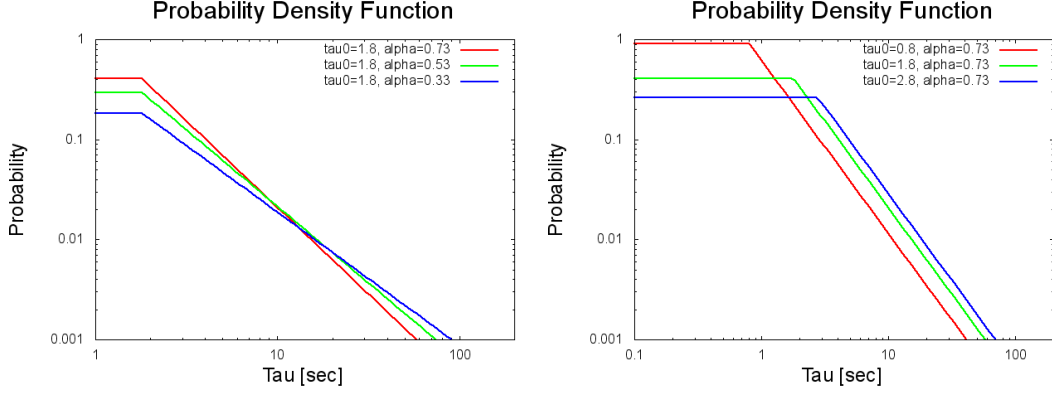 Probability Density Function
tau0=1.8, alpha=0.73
tau0=1.8, alpha=0.53
tau0=1.8, alpha=0.33
1
0.1
0.01
0.001
Probability
1
10
100
Tau [sec]
Probability Density Function
tau0=0.8, alpha=0.73
tau0=1.8, alpha=0.73
tau0=2.8, alpha=0.73
1
0.1
0.01
0.001
Probability
0.1
1
10
100
Tau [sec]